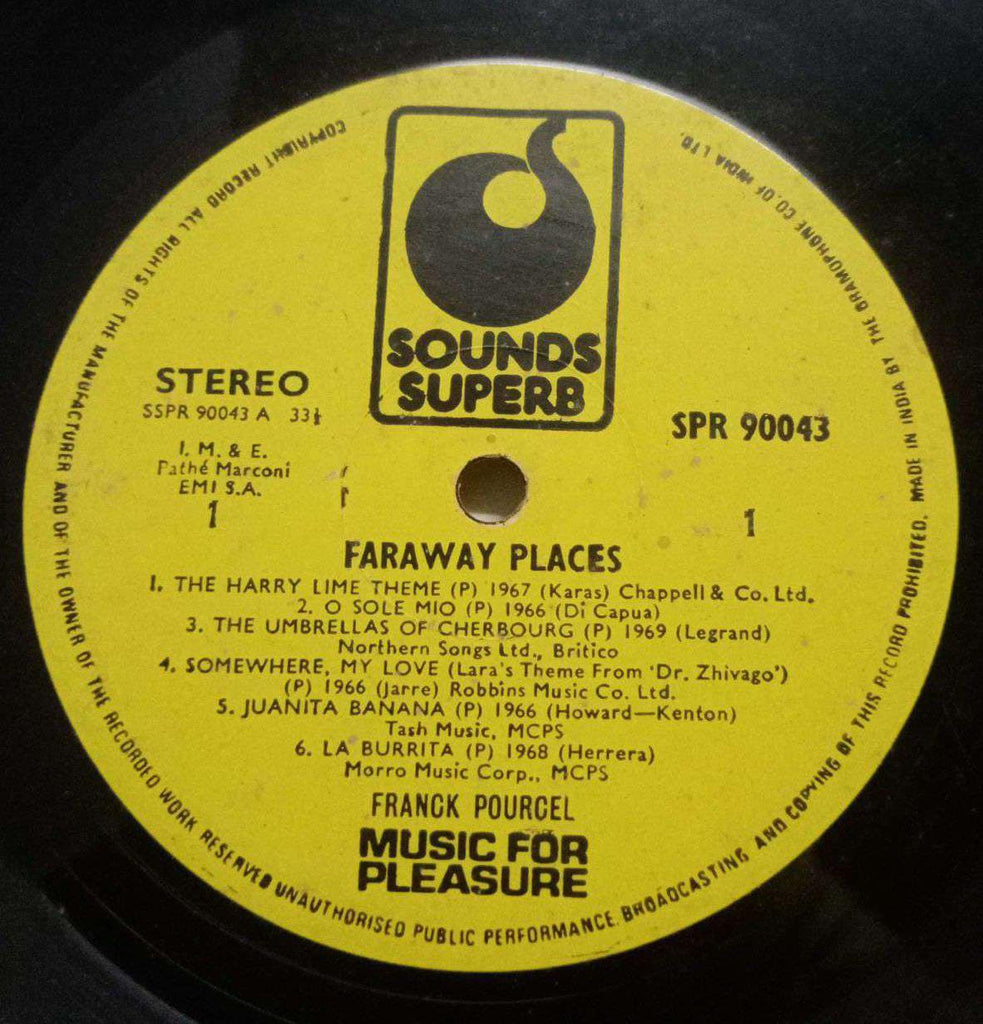 SOUNDS
SUPERB
STEREO
SSPR 90043 A 33⅓
SPR 90043
I. M. & E.
Pathé Marconi
EMI S.A.
1
1
FARAWAY PLACES
1. THE HARRY LIME THEME (P) 1967 (Karas) Chappell & Co. Ltd.
2. O SOLE MIO (P) 1966 (Di Capua)
3. THE UMBRELLAS OF CHERBOURG (P) 1969 (Legrand)
Northern Songs Ltd., Britico
4. SOMEWHERE, MY LOVE (Lara's Theme From 'Dr. Zhivago')
(P) 1966 (Jarre) Robbins Music Co. Ltd.
5. JUANITA BANANA (P) 1966 (Howard—Kenton)
Tash Music, MCPS
6. LA BURRITA (P) 1968 (Herrera)
Morro Music Corp., MCPS
FRANCK POURCEL
MUSIC FOR
PLEASURE
COPYRIGHT RECORD ALL RIGHTS OF THE MANUFACTURER AND OF THE OWNER OF THE RECORDED WORK RESERVED UNAUTHORISED PUBLIC PERFORMANCE. BROADCASTING AND COPYING OF THIS RECORD PROHIBITED. MADE IN INDIA BY THE GRAMOPHONE CO. OF INDIA LTD.